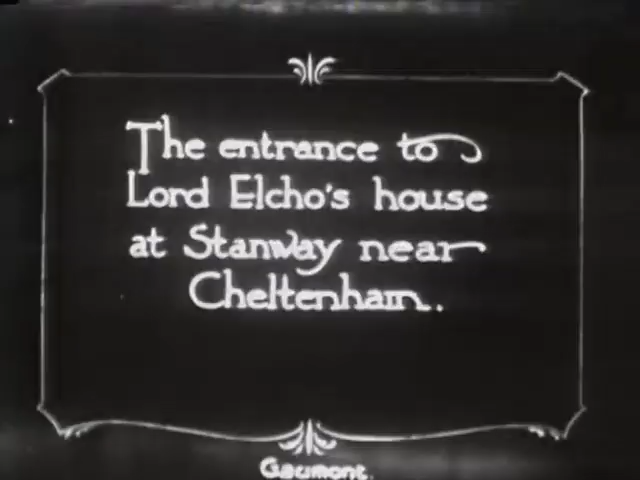 The entrance to
Lord Elcho's house
at Stanway near
Cheltenham..
Gaumont.